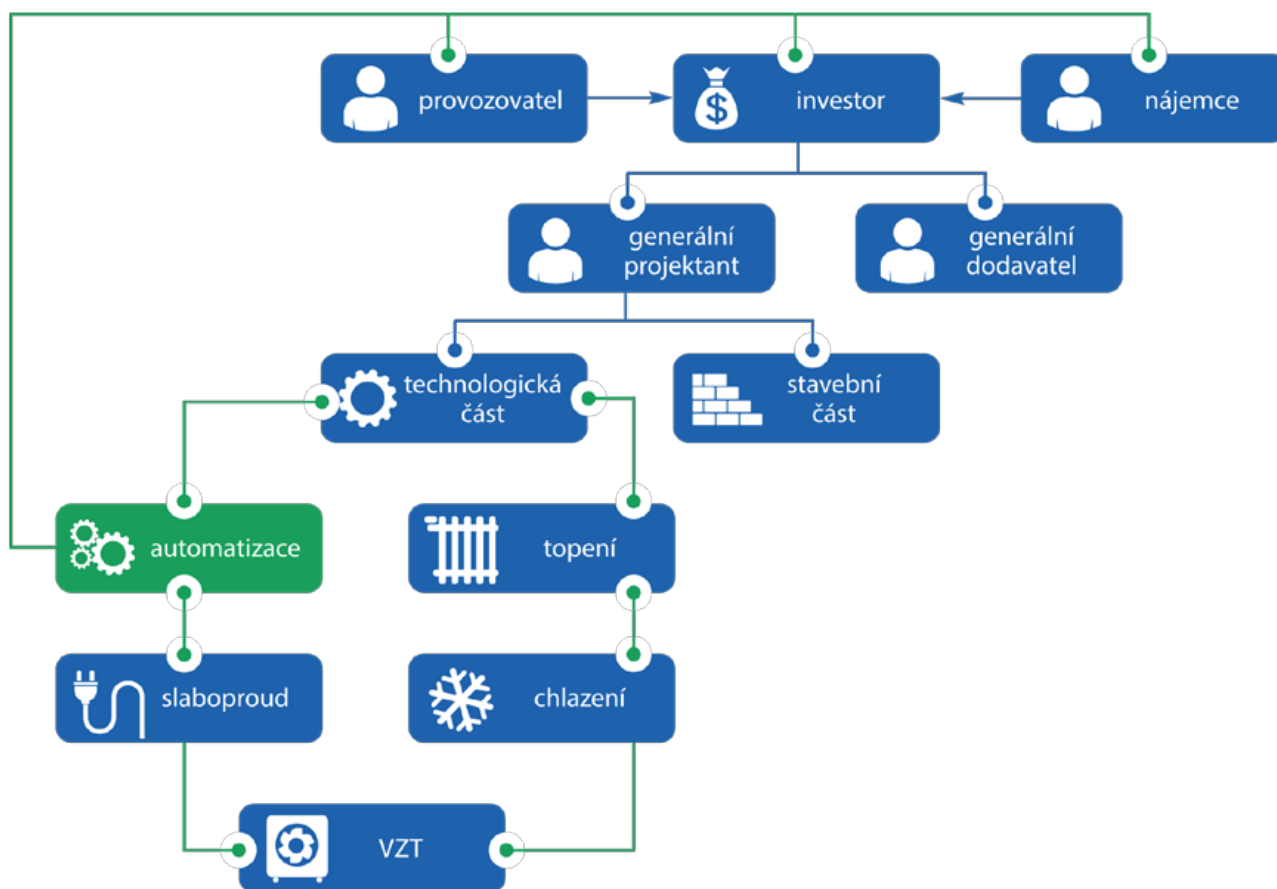 provozovatel
investor
nájemce
generální
projektant
generální
dodavatel
technologická
část
stavební
část
automatizace
topení
slaboproud
chlazení
VZT